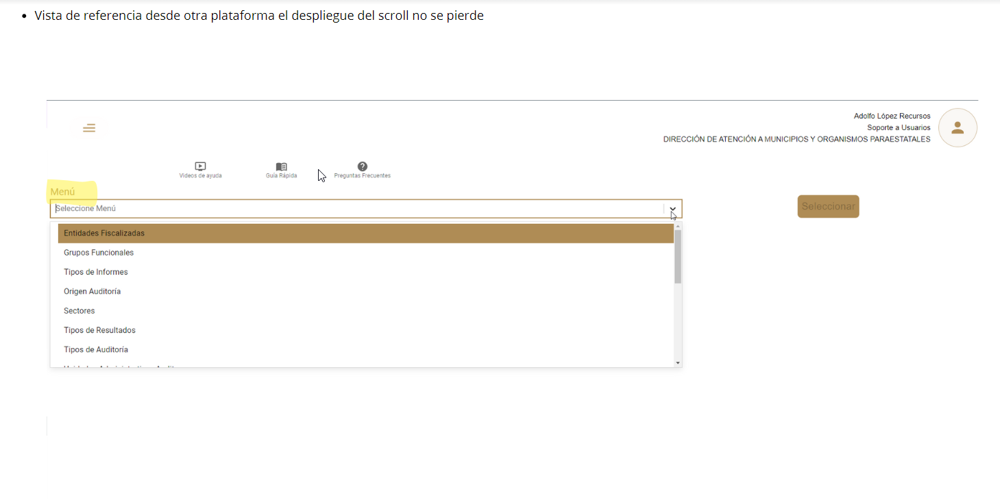 Vista de referencia desde otra plataforma el despliegue del scroll no se pierde
Adolfo López Recursos
Soporte a Usuarios
DIRECCIÓN DE ATENCIÓN A MUNICIPIOS Y ORGANISMOS PARAESTATALES
Videos de ayuda
Guía Rápida
Preguntas Frecuentes
Menú
Seleccione Menú
Seleccionar
Entidades Fiscalizadas
Grupos Funcionales
Tipos de Informes
Origen Auditoría
Sectores
Tipos de Resultados
Tipos de Auditoría